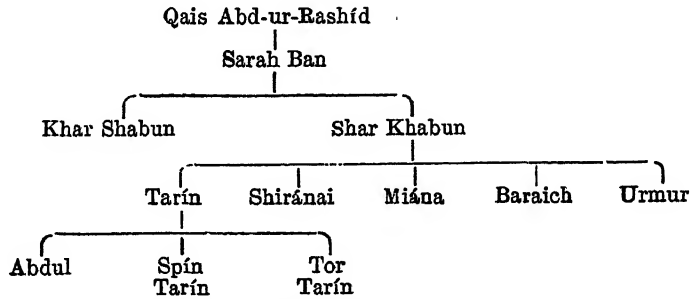 Qais Abd-ur-Rashíd
Sarah Ban
Khar Shabun Shar Khabun
Tarín Shiránai Miána Baraich Urmur
Abdul Spín Tarín Tor Tarín